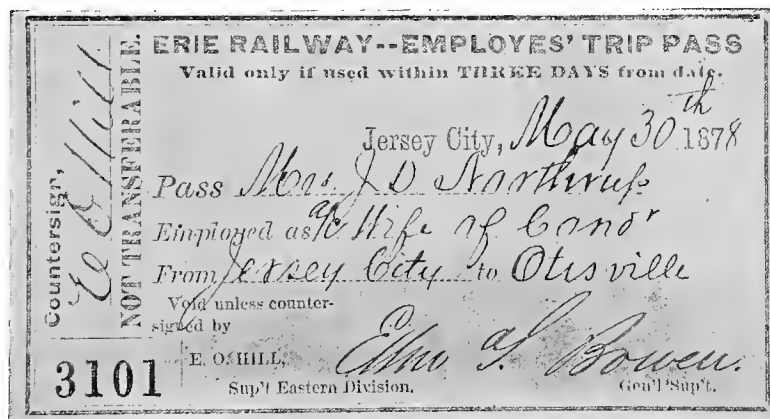 ERIE RAILWAY--EMPLOYES' TRIP PASS
Valid only if used within THREE DAYS from date.
Jersey City, May 30th 1878
Pass Mrs J D Northrup
Employed as a/c Wife of Condr
From Jersey City to Otisville
Void unless counter-
signed by
E. O. HILL,
Sup't Eastern Division.
Bowen.
Gen'l Sup't.
Countersign,
E O Hill
NOT TRANSFERABLE.
3101